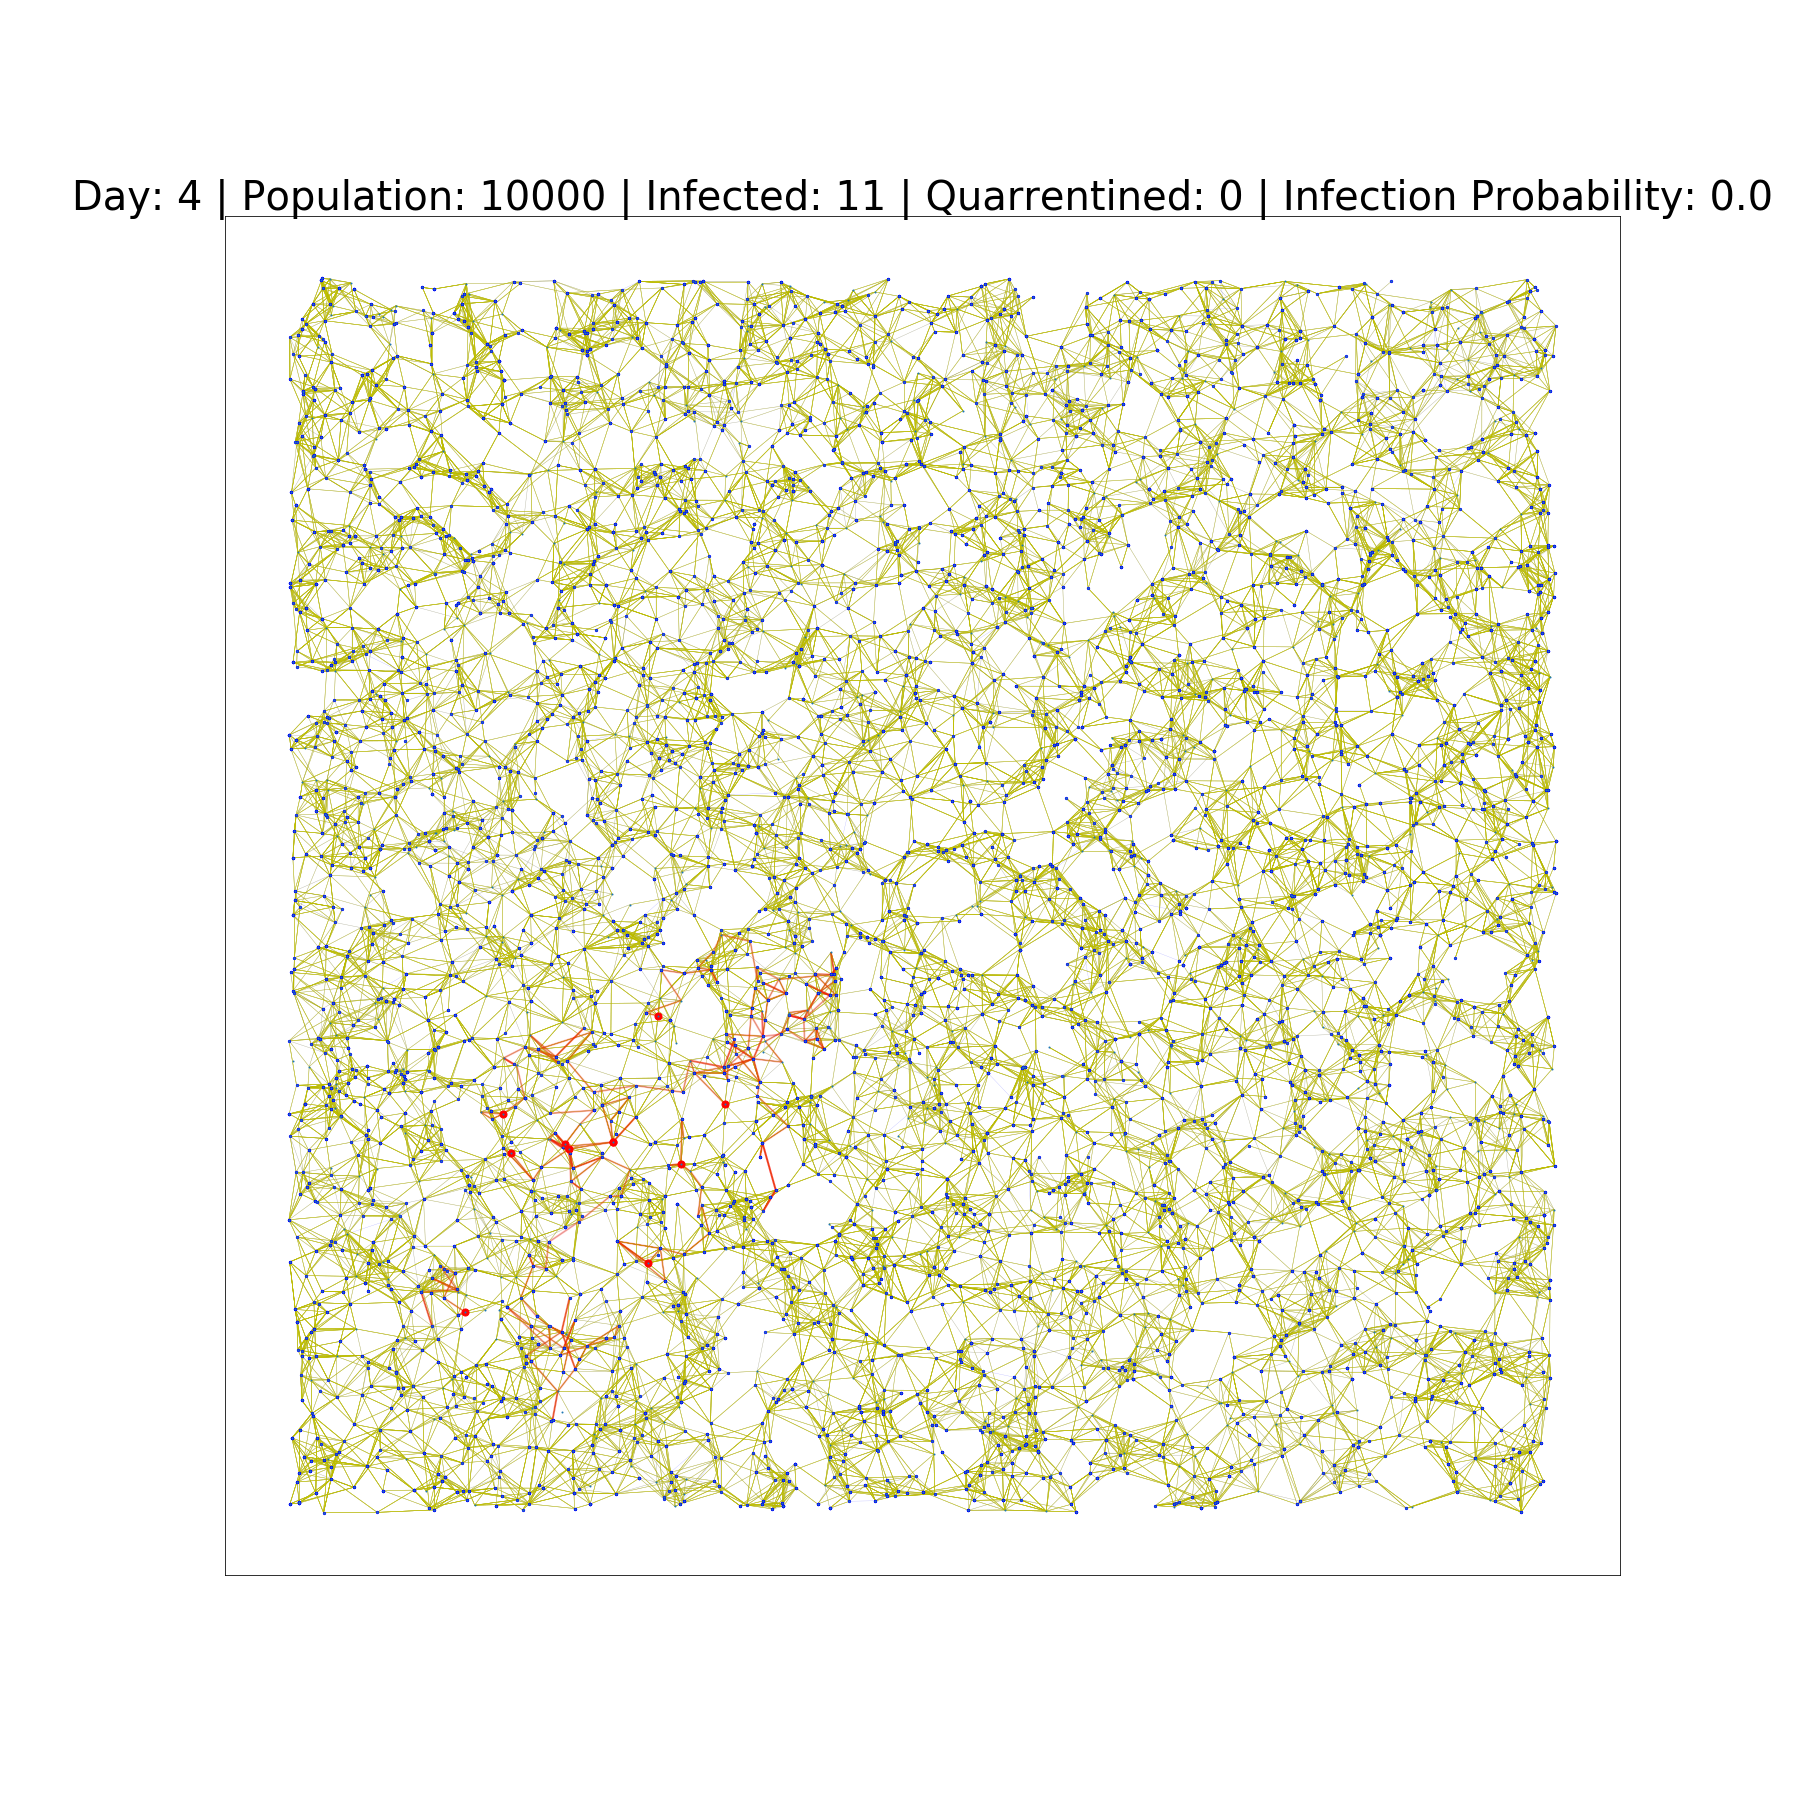 Day: 4 | Population: 10000 | Infected: 11 | Quarrentined: 0 | Infection Probability: 0.0